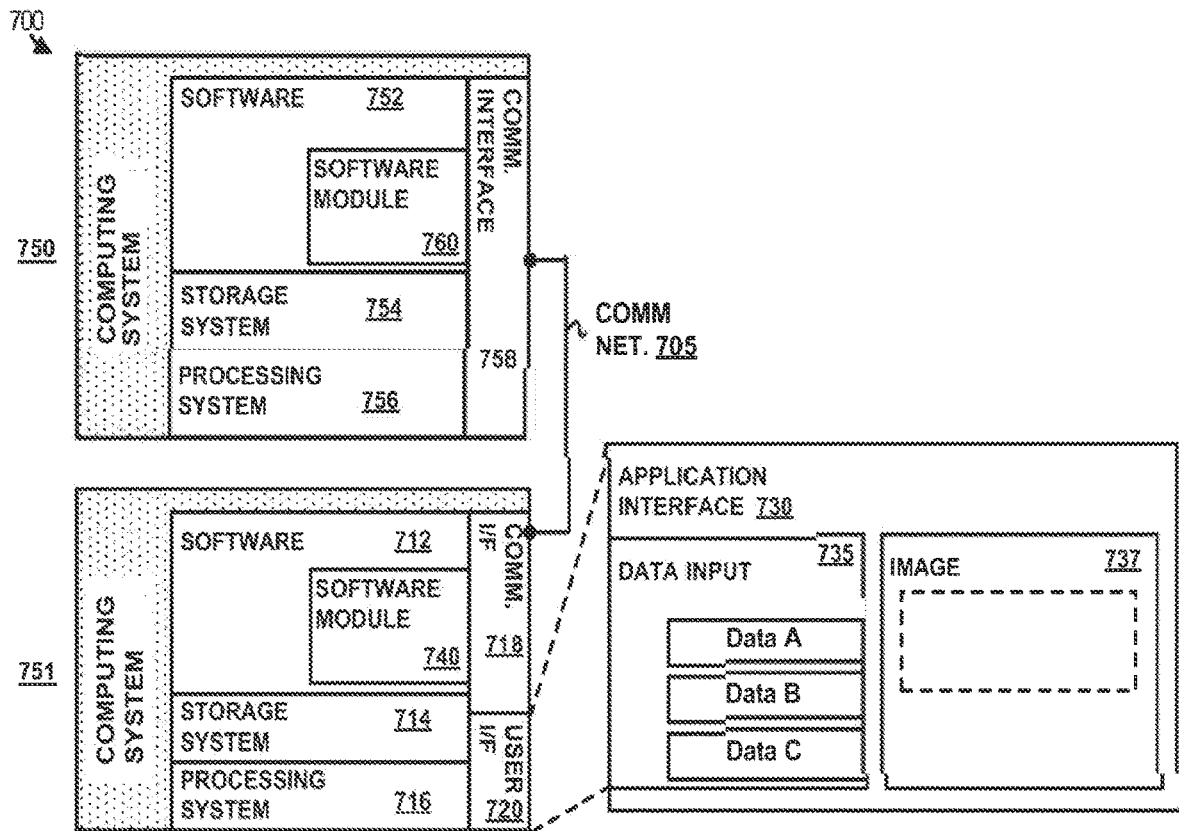 700
750
COMPUTING
SYSTEM
SOFTWARE 752
SOFTWARE
MODULE
760
STORAGE
SYSTEM 754
PROCESSING
SYSTEM 756
COMM.
INTERFACE
758
COMM
NET. 705
751
COMPUTING
SYSTEM
SOFTWARE 712
SOFTWARE
MODULE
740
STORAGE
SYSTEM 714
PROCESSING
SYSTEM 716
COMM.
I/F
718
USER
I/F
720
APPLICATION
INTERFACE 730
DATA INPUT 735
Data A
Data B
Data C
IMAGE 737